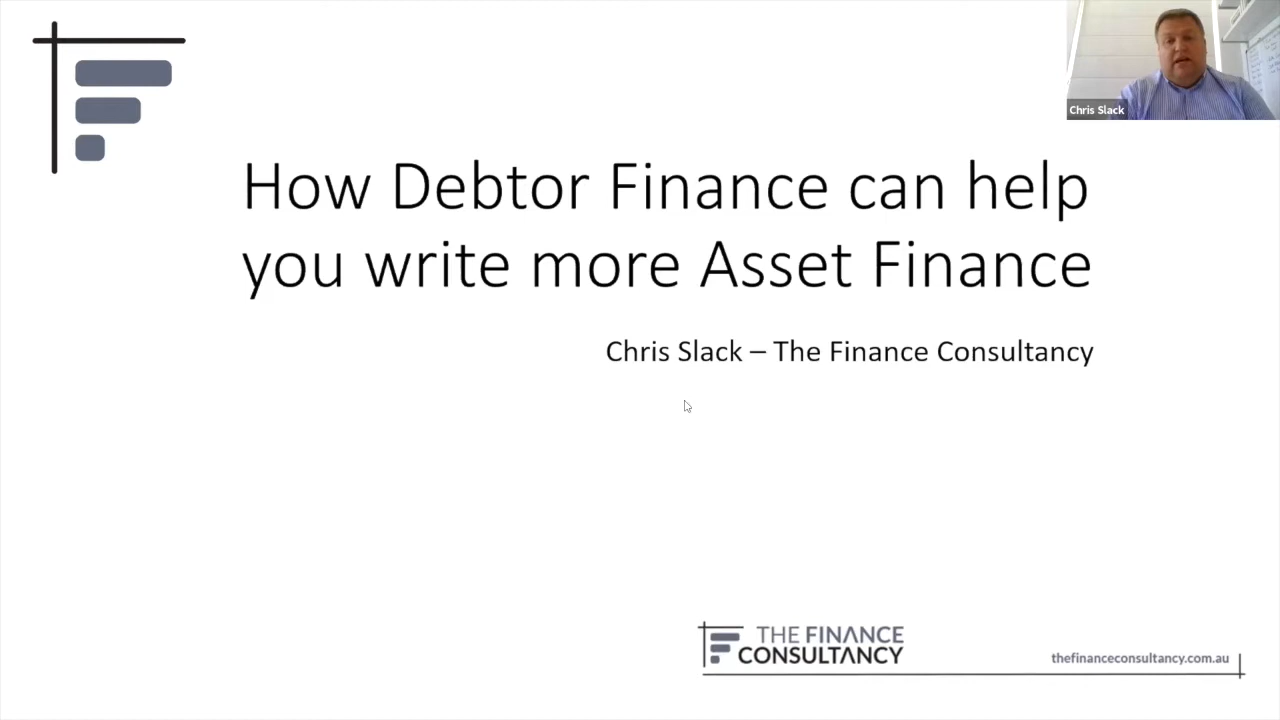 Chris Slack
How Debtor Finance can help
you write more Asset Finance
Chris Slack – The Finance Consultancy
THE FINANCE
CONSULTANCY
thefinanceconsultancy.com.au